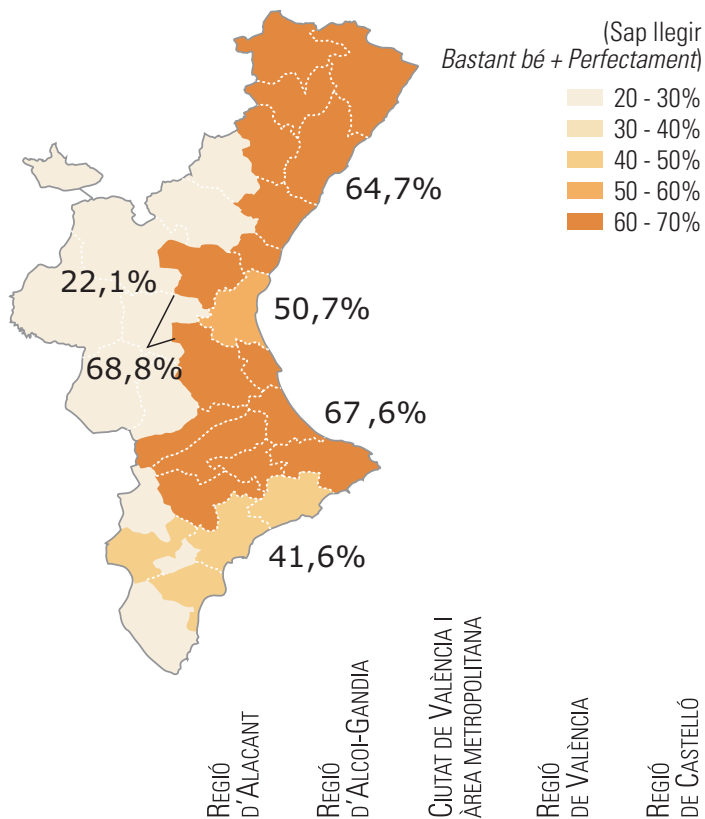 (Sap llegir
Bastant bé + Perfectament)
20 - 30%
30 - 40%
40 - 50%
50 - 60%
60 - 70%
64,7%
22,1%
50,7%
68,8%
67 ,6%
41,6%
REGIÓ
D'ALACANT
REGIÓ
D'ALCOI-GANDIA
CIUTAT DE VALÈNCIA I
ÀREA METROPOLITANA
REGIÓ
DE VALÈNCIA
REGIÓ
DE CASTELLÓ